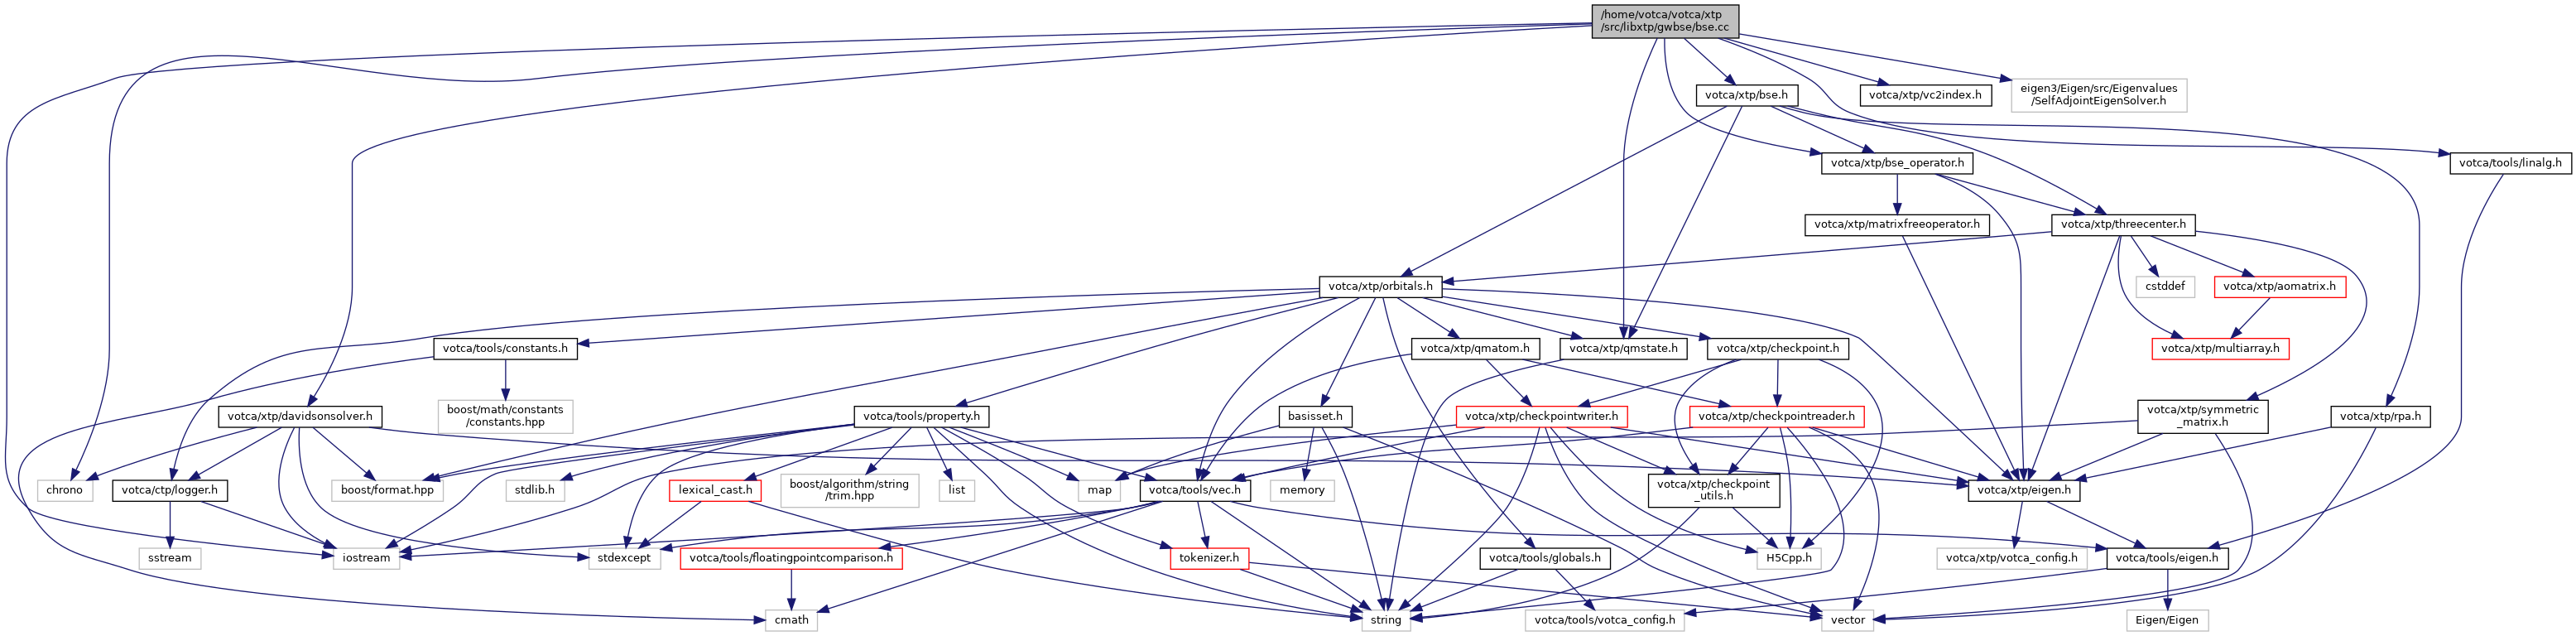 /home/votca/votca/xtp
/src/libxtp/gwbse/bse.cc
votca/xtp/bse.h
votca/xtp/vc2index.h
eigen3/Eigen/src/Eigenvalues
/SelfAdjointEigenSolver.h
votca/xtp/bse_operator.h
votca/tools/linalg.h
votca/xtp/matrixfreeoperator.h
votca/xtp/threecenter.h
votca/xtp/orbitals.h
cstddef
votca/xtp/aomatrix.h
votca/tools/constants.h
votca/xtp/qmatom.h
votca/xtp/qmstate.h
votca/xtp/checkpoint.h
votca/xtp/multiarray.h
votca/xtp/davidsonsolver.h
boost/math/constants
/constants.hpp
votca/tools/property.h
basisset.h
votca/xtp/checkpointwriter.h
votca/xtp/checkpointreader.h
votca/xtp/symmetric
_matrix.h
votca/xtp/rpa.h
chrono
votca/ctp/logger.h
boost/format.hpp
stdlib.h
lexical_cast.h
boost/algorithm/string
/trim.hpp
list
map
votca/tools/vec.h
memory
votca/xtp/checkpoint
_utils.h
votca/xtp/eigen.h
sstream
iostream
stdexcept
votca/tools/floatingpointcomparison.h
tokenizer.h
votca/tools/globals.h
H5Cpp.h
votca/xtp/votca_config.h
votca/tools/eigen.h
cmath
string
votca/tools/votca_config.h
vector
Eigen/Eigen